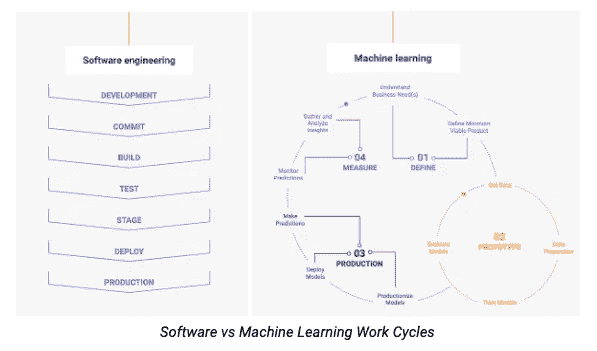 Software engineering
DEVELOPMENT
COMMIT
BUILD
TEST
STAGE
DEPLOY
PRODUCTION
Machine learning
Understand
Business Need(s)
Define Minimum
Viable Product
Gather and
Analyze
Insights
04
MEASURE
01
DEFINE
Monitor
Predictions
Get Data
Make
Predictions
02
PROTOTYPE
Evaluate
Models
Data
Preparation
03
PRODUCTION
Deploy
Models
Productionize
Models
Train Models
Software vs Machine Learning Work Cycles